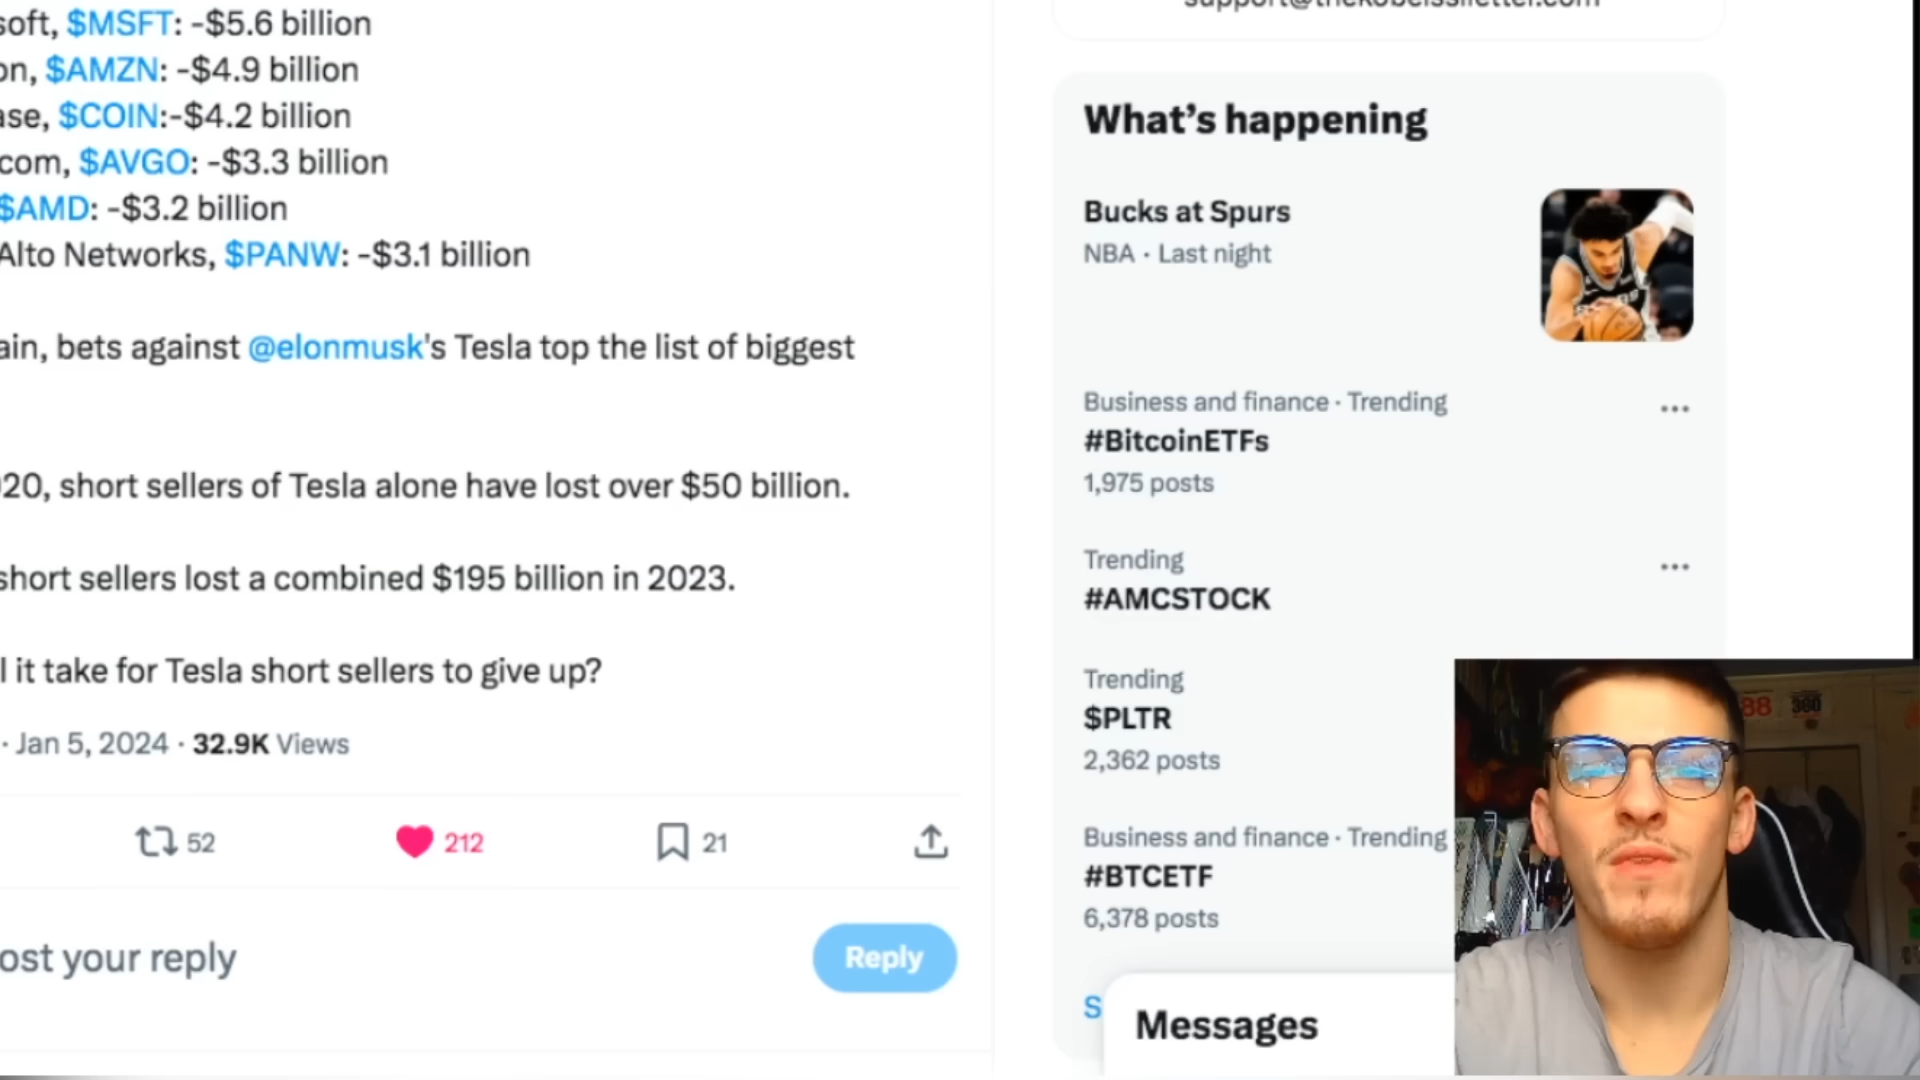 soft, $MSFT: -$5.6 billion
on, $AMZN: -$4.9 billion
ase, $COIN:-$4.2 billion
com, $AVGO: -$3.3 billion
$AMD: -$3.2 billion
Alto Networks, $PANW: -$3.1 billion
ain, bets against @elonmusk's Tesla top the list of biggest
20, short sellers of Tesla alone have lost over $50 billion.
short sellers lost a combined $195 billion in 2023.
l it take for Tesla short sellers to give up?
· Jan 5, 2024 · 32.9K Views
52 212 21
ost your reply
Reply
support@thekobeissiletter.com
What's happening
Bucks at Spurs
NBA · Last night
Business and finance · Trending
#BitcoinETFs
1,975 posts
Trending
#AMCSTOCK
Trending
$PLTR
2,362 posts
Business and finance · Trending
#BTCETF
6,378 posts
S
Messages
88 360